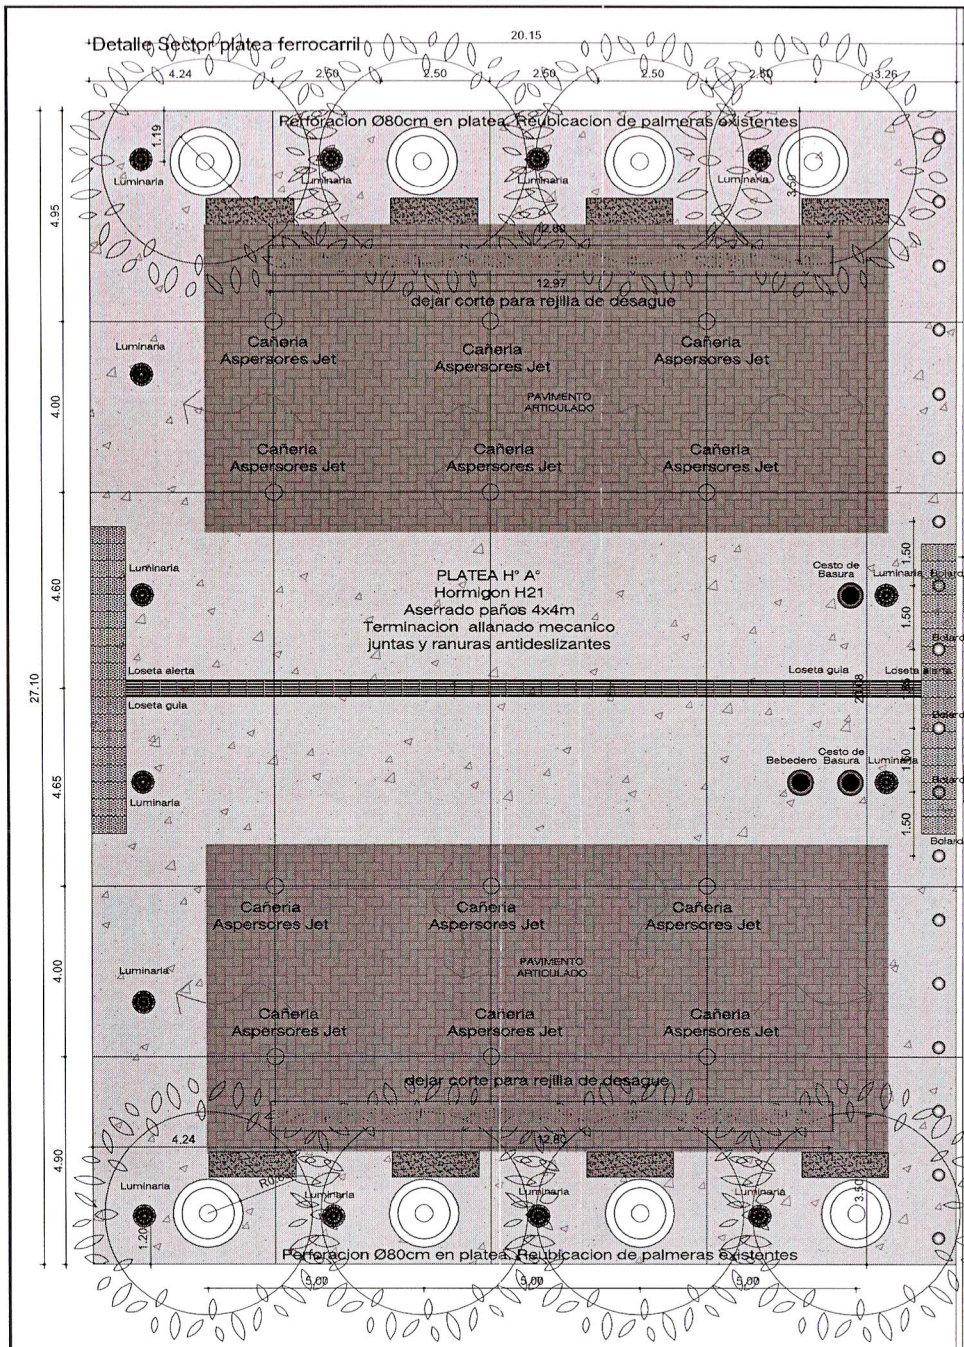 Detalle Sector platea ferrocarril
20.15
4.24
2.50
2.50
2.50
2.50
2.50
3.26
Perforacion Ø80cm en platea. Reubicacion de palmeras existentes
1.19
Luminaria
Luminaria
Luminaria
Luminaria
3.50
4.95
12.80
12.97
dejar corte para rejilla de desague
Luminaria
Cañeria
Aspersores Jet
Cañeria
Aspersores Jet
Cañeria
Aspersores Jet
4.00
PAVIMENTO
ARTICULADO
Cañeria
Aspersores Jet
Cañeria
Aspersores Jet
Cañeria
Aspersores Jet
1.50
Luminaria
PLATEA H° A°
Hormigon H21
Aserrado paños 4x4m
Terminacion allanado mecanico
juntas y ranuras antideslizantes
Cesto de
Basura
Luminaria
Bolard
4.60
1.50
Bolard
Loseta alerta
Loseta guia
Loseta alerta
27.10
20.08
Loseta guia
Bolard
1.50
Bebedero
Cesto de
Basura
Luminaria
Bolard
4.65
Luminaria
1.50
Bolard
Cañeria
Aspersores Jet
Cañeria
Aspersores Jet
Cañeria
Aspersores Jet
Luminaria
PAVIMENTO
ARTICULADO
4.00
Cañeria
Aspersores Jet
Cañeria
Aspersores Jet
Cañeria
Aspersores Jet
dejar corte para rejilla de desague
4.24
12.80
4.90
Luminaria
Luminaria
Luminaria
Luminaria
3.50
1.20
Perforacion Ø80cm en platea. Reubicacion de palmeras existentes
5.00
5.00
5.00